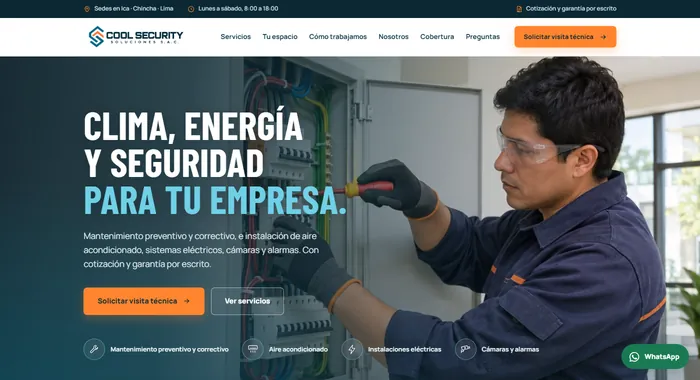 Sedes en Ica · Chincha · Lima
Lunes a sábado, 8:00 a 18:00
Cotización y garantía por escrito
COOL SECURITY
SOLUCIONES S.A.C.
Servicios
Tu espacio
Cómo trabajamos
Nosotros
Cobertura
Preguntas
Solicitar visita técnica →
CLIMA, ENERGÍA
Y SEGURIDAD
PARA TU EMPRESA.
Mantenimiento preventivo y correctivo, e instalación de aire
acondicionado, sistemas eléctricos, cámaras y alarmas. Con
cotización y garantía por escrito.
Solicitar visita técnica →
Ver servicios
Mantenimiento preventivo y correctivo
Aire acondicionado
Instalaciones eléctricas
Cámaras y alarmas
WhatsApp